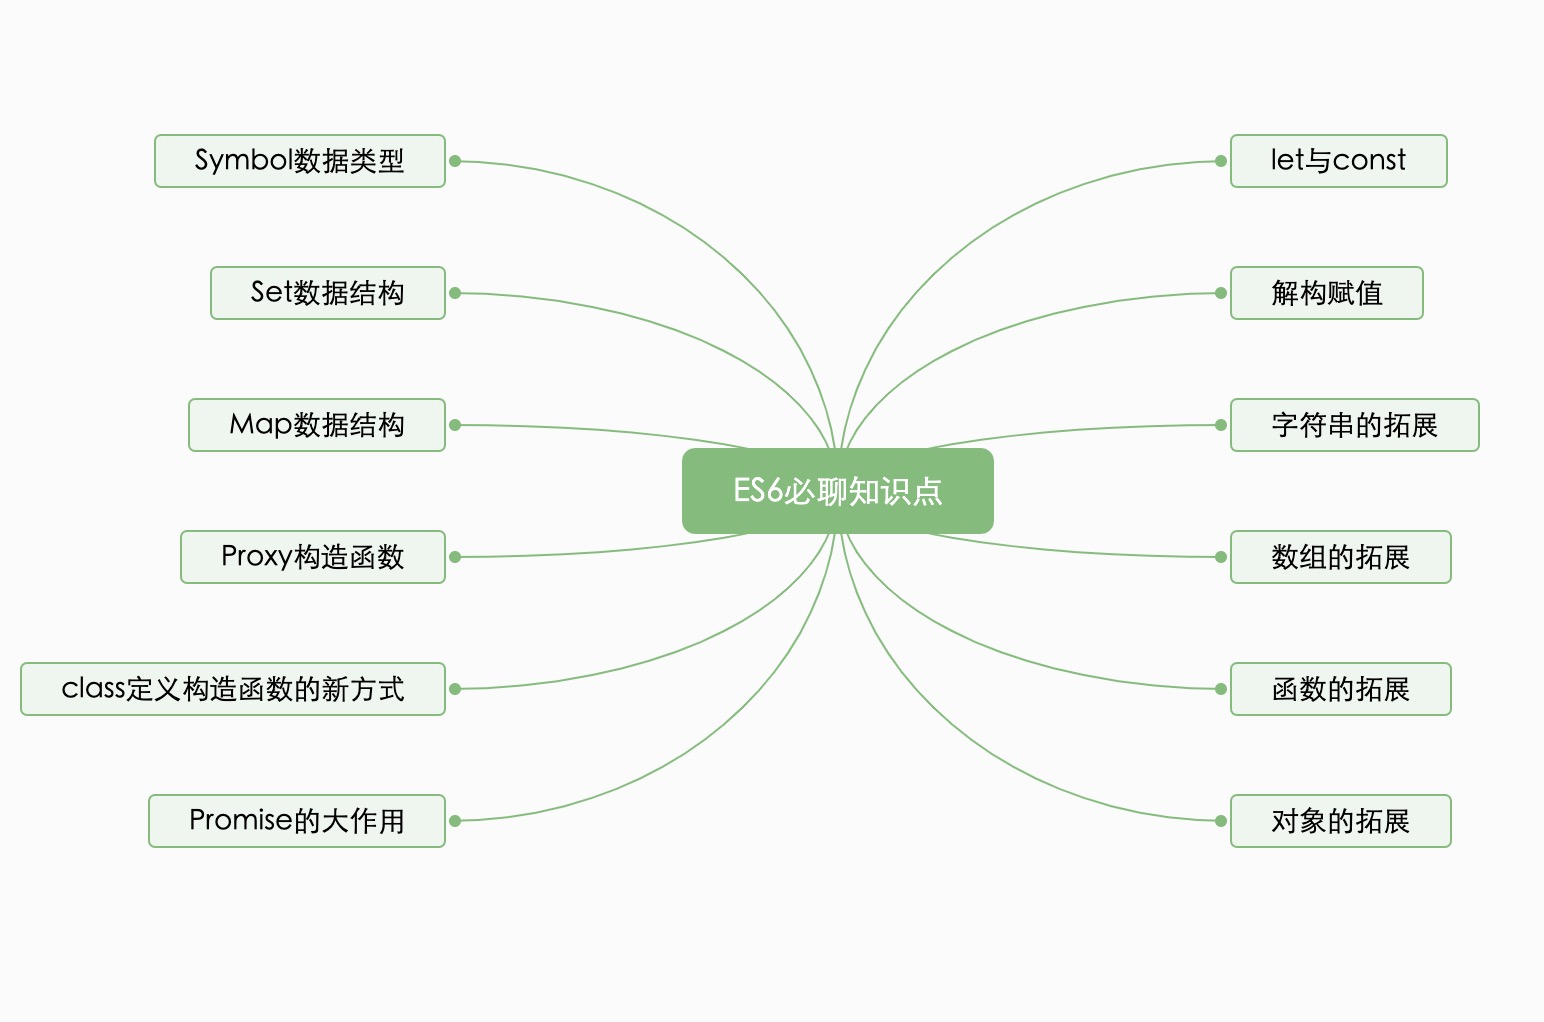 ES6必聊知识点
let与const
解构赋值
字符串的拓展
数组的拓展
函数的拓展
对象的拓展
Symbol数据类型
Set数据结构
Map数据结构
Proxy构造函数
class定义构造函数的新方式
Promise的大作用